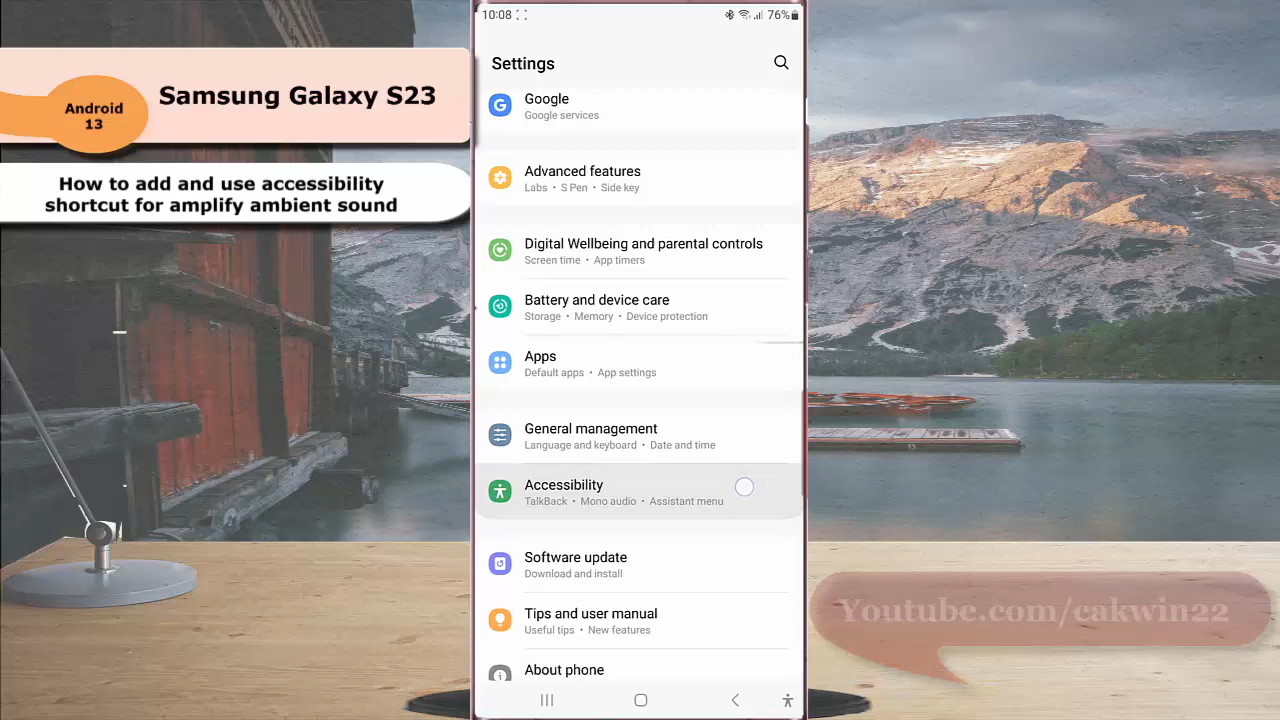 Samsung Galaxy S23
Android
13
How to add and use accessibility
shortcut for amplify ambient sound
10:08
76%
Settings
Google
Google services
Advanced features
Labs • S Pen • Side key
Digital Wellbeing and parental controls
Screen time • App timers
Battery and device care
Storage • Memory • Device protection
Apps
Default apps • App settings
General management
Language and keyboard • Date and time
Accessibility
TalkBack • Mono audio • Assistant menu
Software update
Download and install
Tips and user manual
Useful tips • New features
About phone
Youtube.com/cakwin22